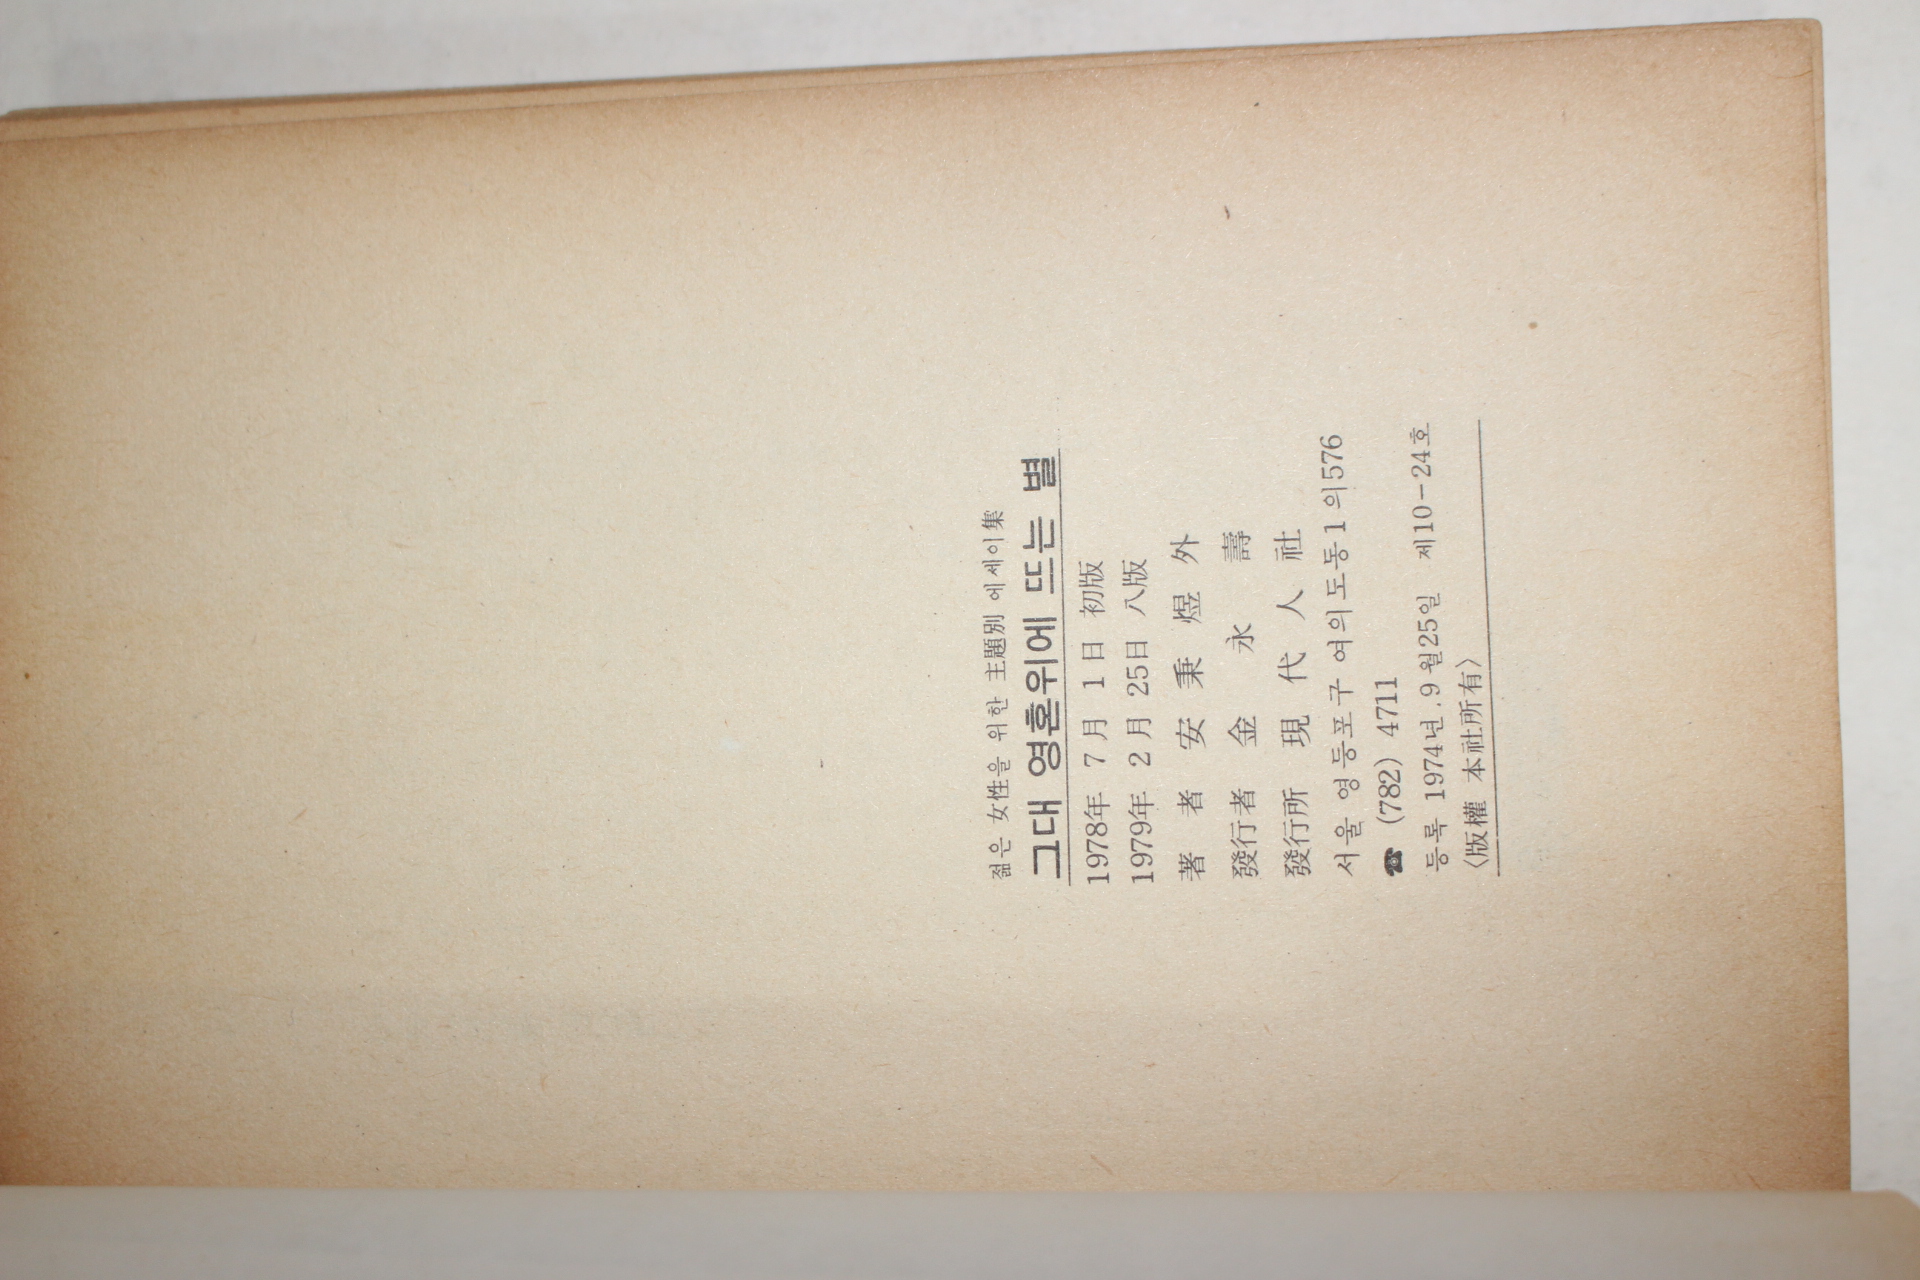 젊은 女性을 위한 主題別 에세이集
그대 영혼위에 뜨는 별
1978年 7月 1日 初版
1979年 2月 25日 八版
著 者 安秉煜 外
發行者 金永壽
發行所 現代人社
서울 영등포구 여의도동1의576
☎ (782) 4711
등록 1974년.9월25일 제10-24호
〈版權 本社所有〉